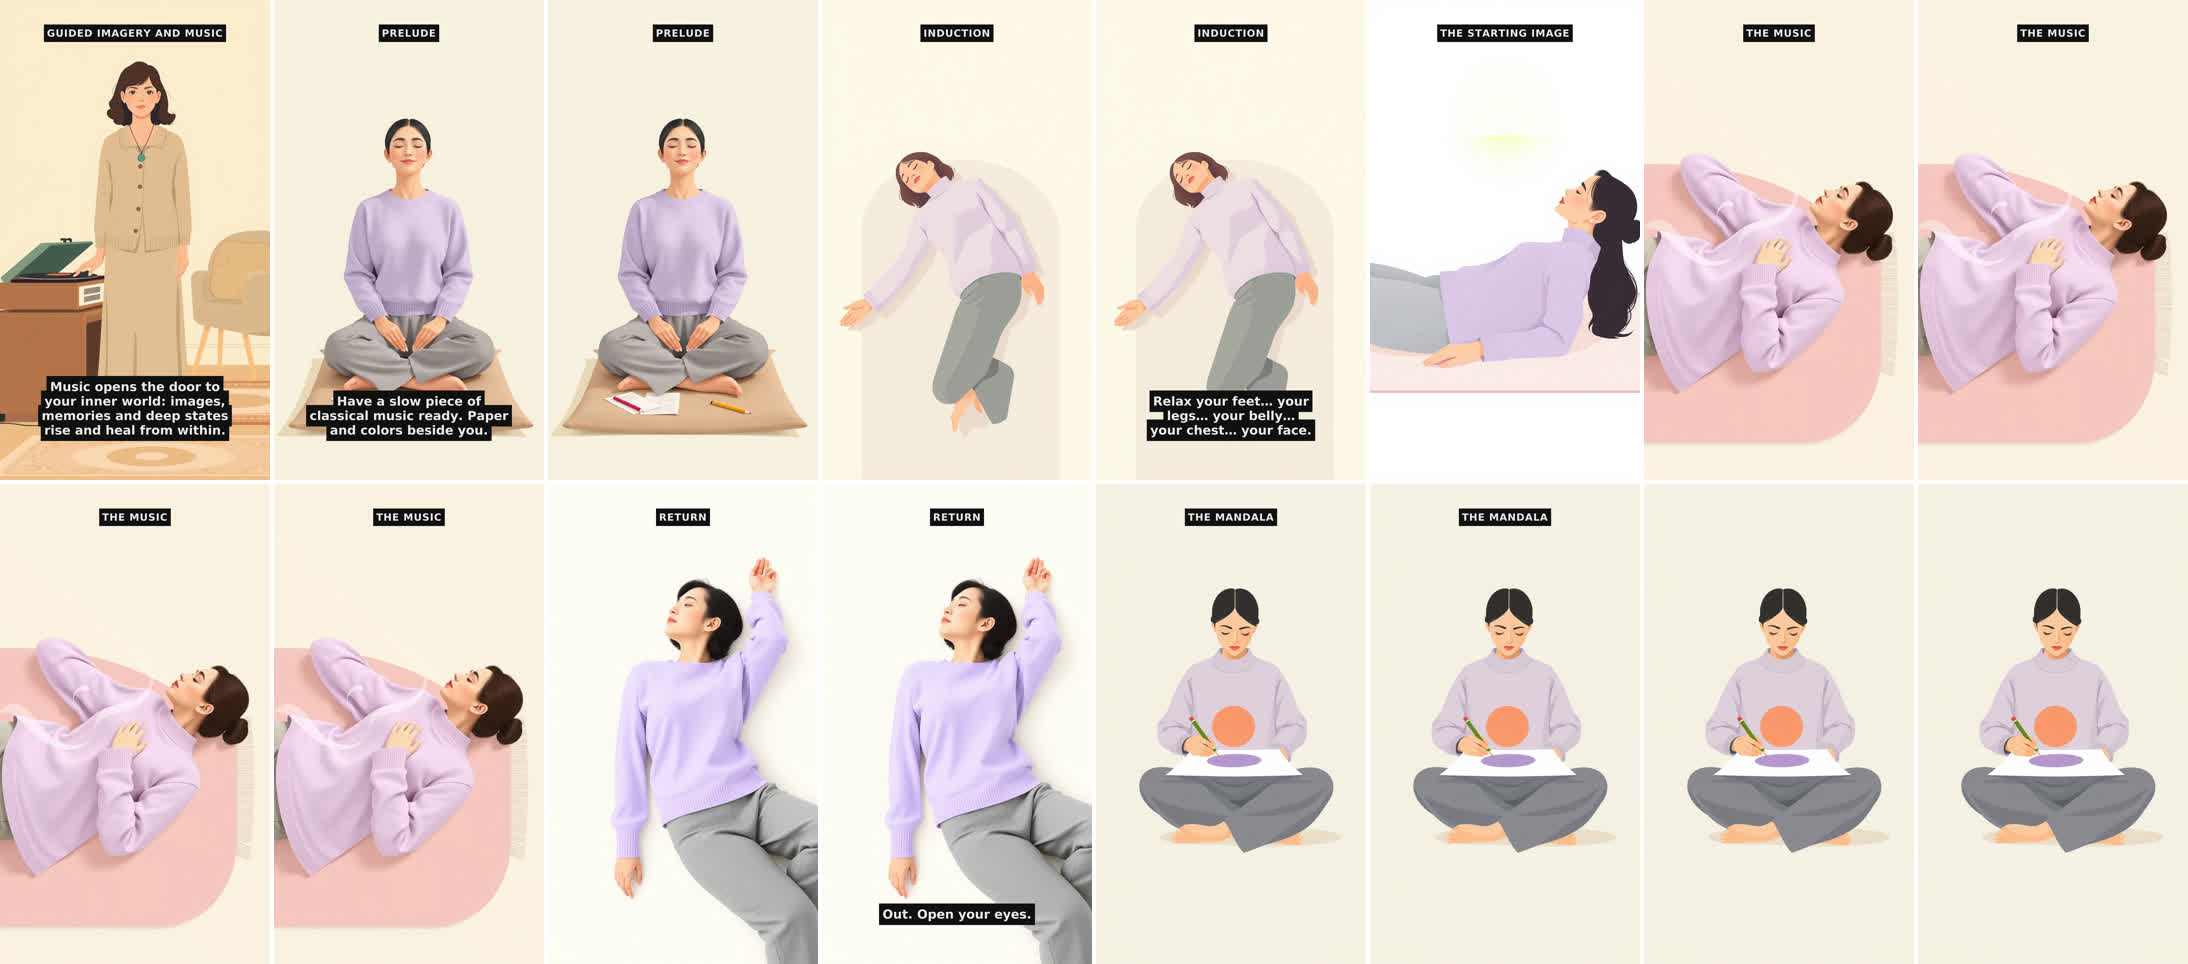 GUIDED IMAGERY AND MUSIC
Music opens the door to
your inner world: images,
memories and deep states
rise and heal from within.
PRELUDE
Have a slow piece of
classical music ready. Paper
and colors beside you.
PRELUDE
INDUCTION
INDUCTION
Relax your feet... your
legs... your belly...
your chest... your face.
THE STARTING IMAGE
THE MUSIC
THE MUSIC
THE MUSIC
THE MUSIC
RETURN
RETURN
Out. Open your eyes.
THE MANDALA
THE MANDALA